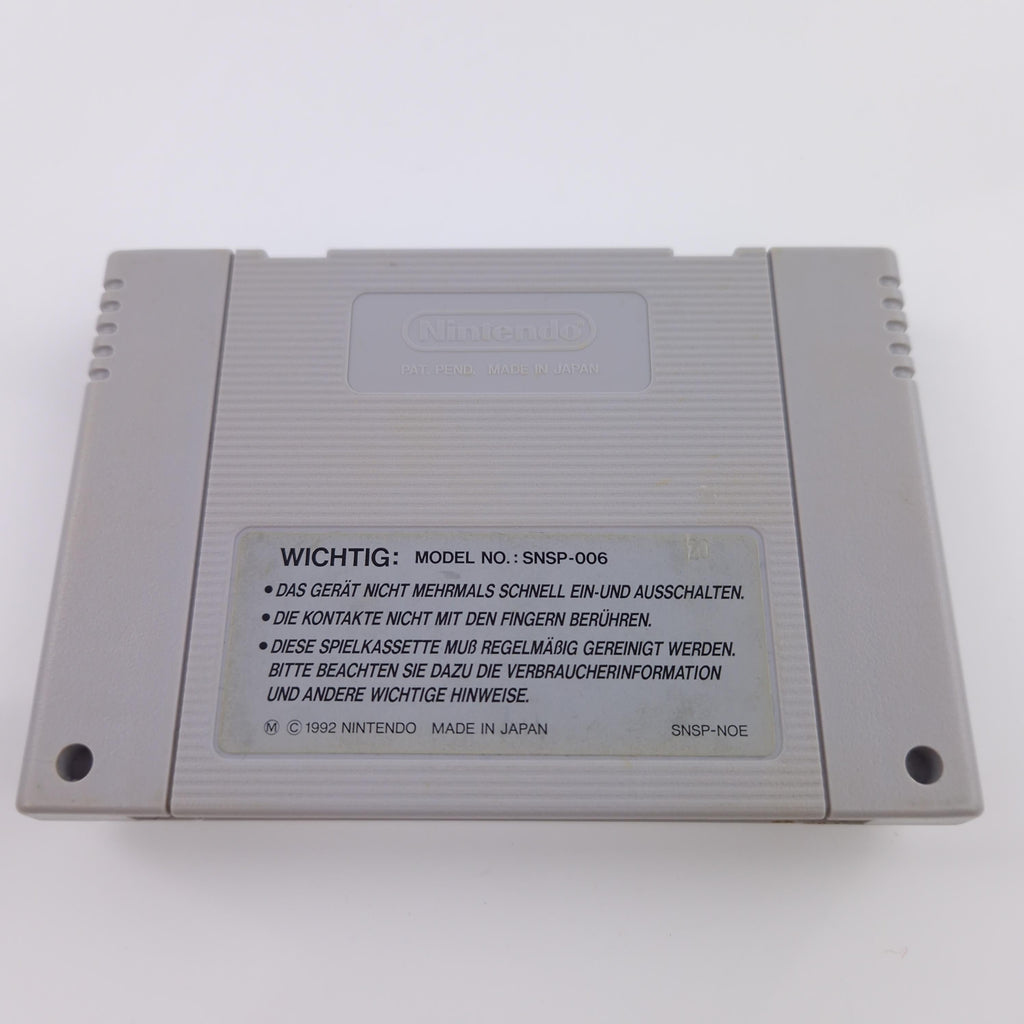 Nintendo®
PAT. PEND. MADE IN JAPAN
WICHTIG: MODEL NO.: SNSP-006
20
• DAS GERÄT NICHT MEHRMALS SCHNELL EIN-UND AUSSCHALTEN.
• DIE KONTAKTE NICHT MIT DEN FINGERN BERÜHREN.
• DIESE SPIELKASSETTE MUß REGELMÄßIG GEREINIGT WERDEN.
BITTE BEACHTEN SIE DAZU DIE VERBRAUCHERINFORMATION
UND ANDERE WICHTIGE HINWEISE.
Ⓜ © 1992 NINTENDO MADE IN JAPAN SNSP-NOE